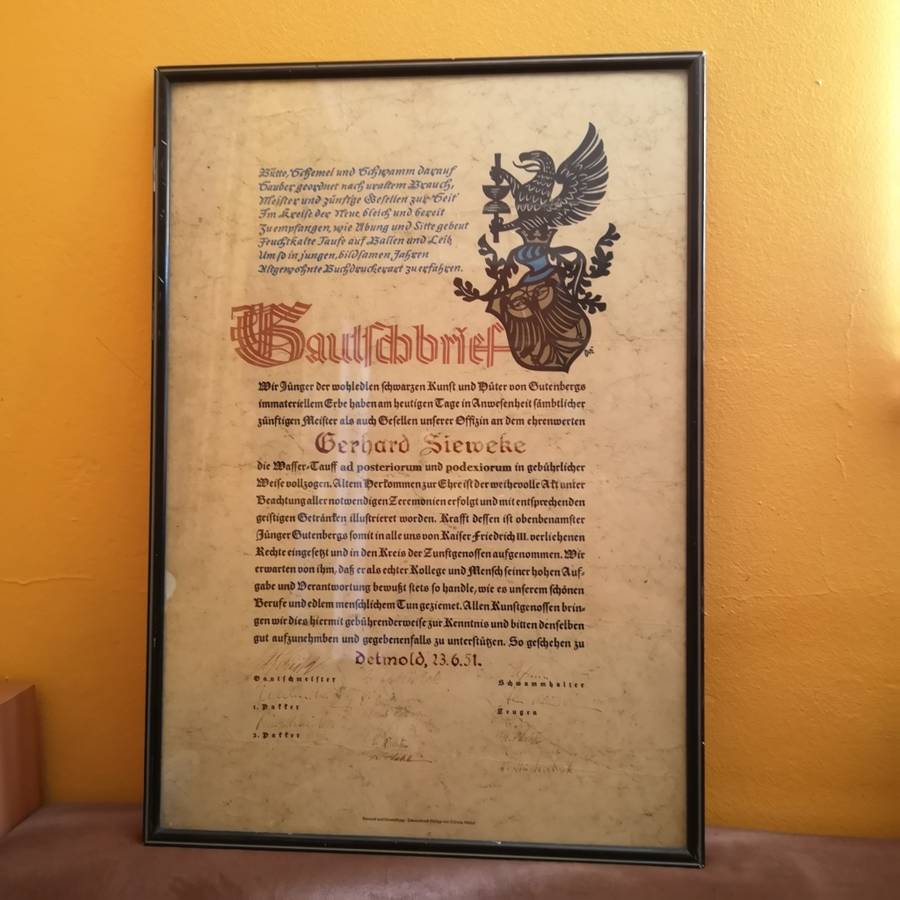 Bütte, Schemel und Schwamm darauf
Sauber geordnet nach uraltem Brauch,
Meister und zünftge Gesellen zur Seit'
Im Kreise der Neue bleich und bereit
Zu empfangen, wie Übung und Sitte gebeut
Feuchtkalte Taufe auf Ballen und Leib
Um so in jungen, bildsamen Jahren
Altgewohnte Buchdruckerart zu erfahren.
Gautschbrief
Wir Jünger der wohledlen schwarzen Kunst und Hüter von Gutenbergs
immateriellem Erbe haben am heutigen Tage in Anwesenheit sämbtlicher
zünftigen Meister als auch Gesellen unserer Offizin an dem ehrenwerten
Gerhard Sieweke
die Wasser-Tauff ad posteriorum und podexiorum in gebührlicher
Weise vollzogen. Altem Herkommen zur Ehre ist der weihevolle Akt unter
Beachtung aller notwendigen Zeremonien erfolgt und mit entsprechenden
geistigen Getränken illustrieret worden. Krafft dessen ist obenbenamster
Jünger Gutenbergs somit in alle uns von Kaiser Friedrich III. verliehenen
Rechte eingesetzt und in den Kreis der Zunftgenossen aufgenommen. Wir
erwarten von ihm, daß er als echter Kollege und Mensch seiner hohen Auf-
gabe und Verantwortung bewußt stets so handle, wie es unserem schönen
Berufe und edlem menschlichem Tun geziemet. Allen Kunstgenossen brin-
gen wir dies hiermit gebührenderweise zur Kenntnis und bitten denselben
gut aufzunehmben und gegebenenfalls zu unterstützen. So geschehen zu
Detmold, 23.6.51.
Gautschmeister
Schwammhalter
1. Pakker
Zeugen
2. Pakker